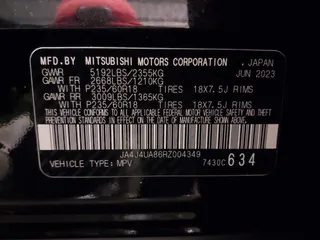 MFD.BY MITSUBISHI MOTORS CORPORATION , JAPAN
GVWR 5192LBS/2355KG JUN 2023
GAWR FR 2668LBS/1210KG
WITH P235/60R18 TIRES 18X7.5J RIMS
GAWR RR 3009LBS/1365KG
WITH P235/60R18 TIRES 18X7.5J RIMS
THIS VEHICLE CONFORMS TO ALL APPLICABLE FEDERAL
MOTOR VEHICLE SAFETY
THEFT PREVENTION STANDARDS IN EFFECT ON THE DATE
OF MANUFACTURE SHOWN ABOVE.
JA4J4UA86RZ004349
VEHICLE TYPE: MPV 7430C 634